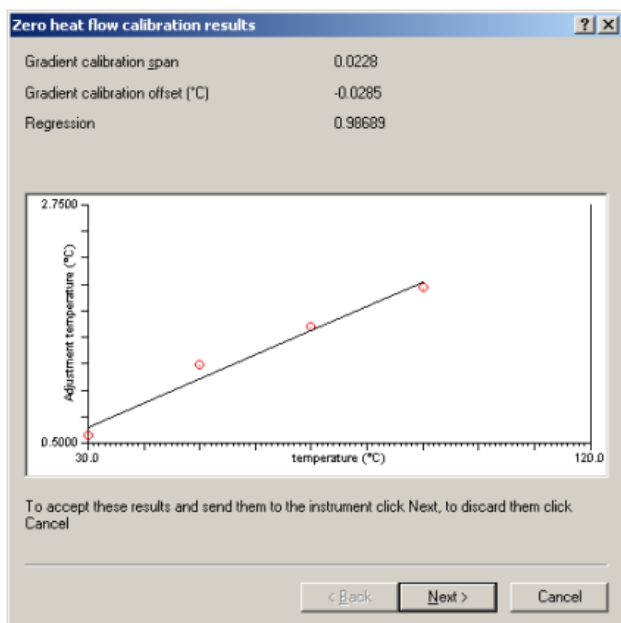 Zero heat flow calibration results
Gradient calibration span 0.0228
Gradient calibration offset (°C) -0.0285
Regression 0.98689
2.7500
Adjustment temperature (°C)
0.5000
30.0 temperature (°C) 120.0
To accept these results and send them to the instrument click Next, to discard them click
Cancel
< Back Next > Cancel